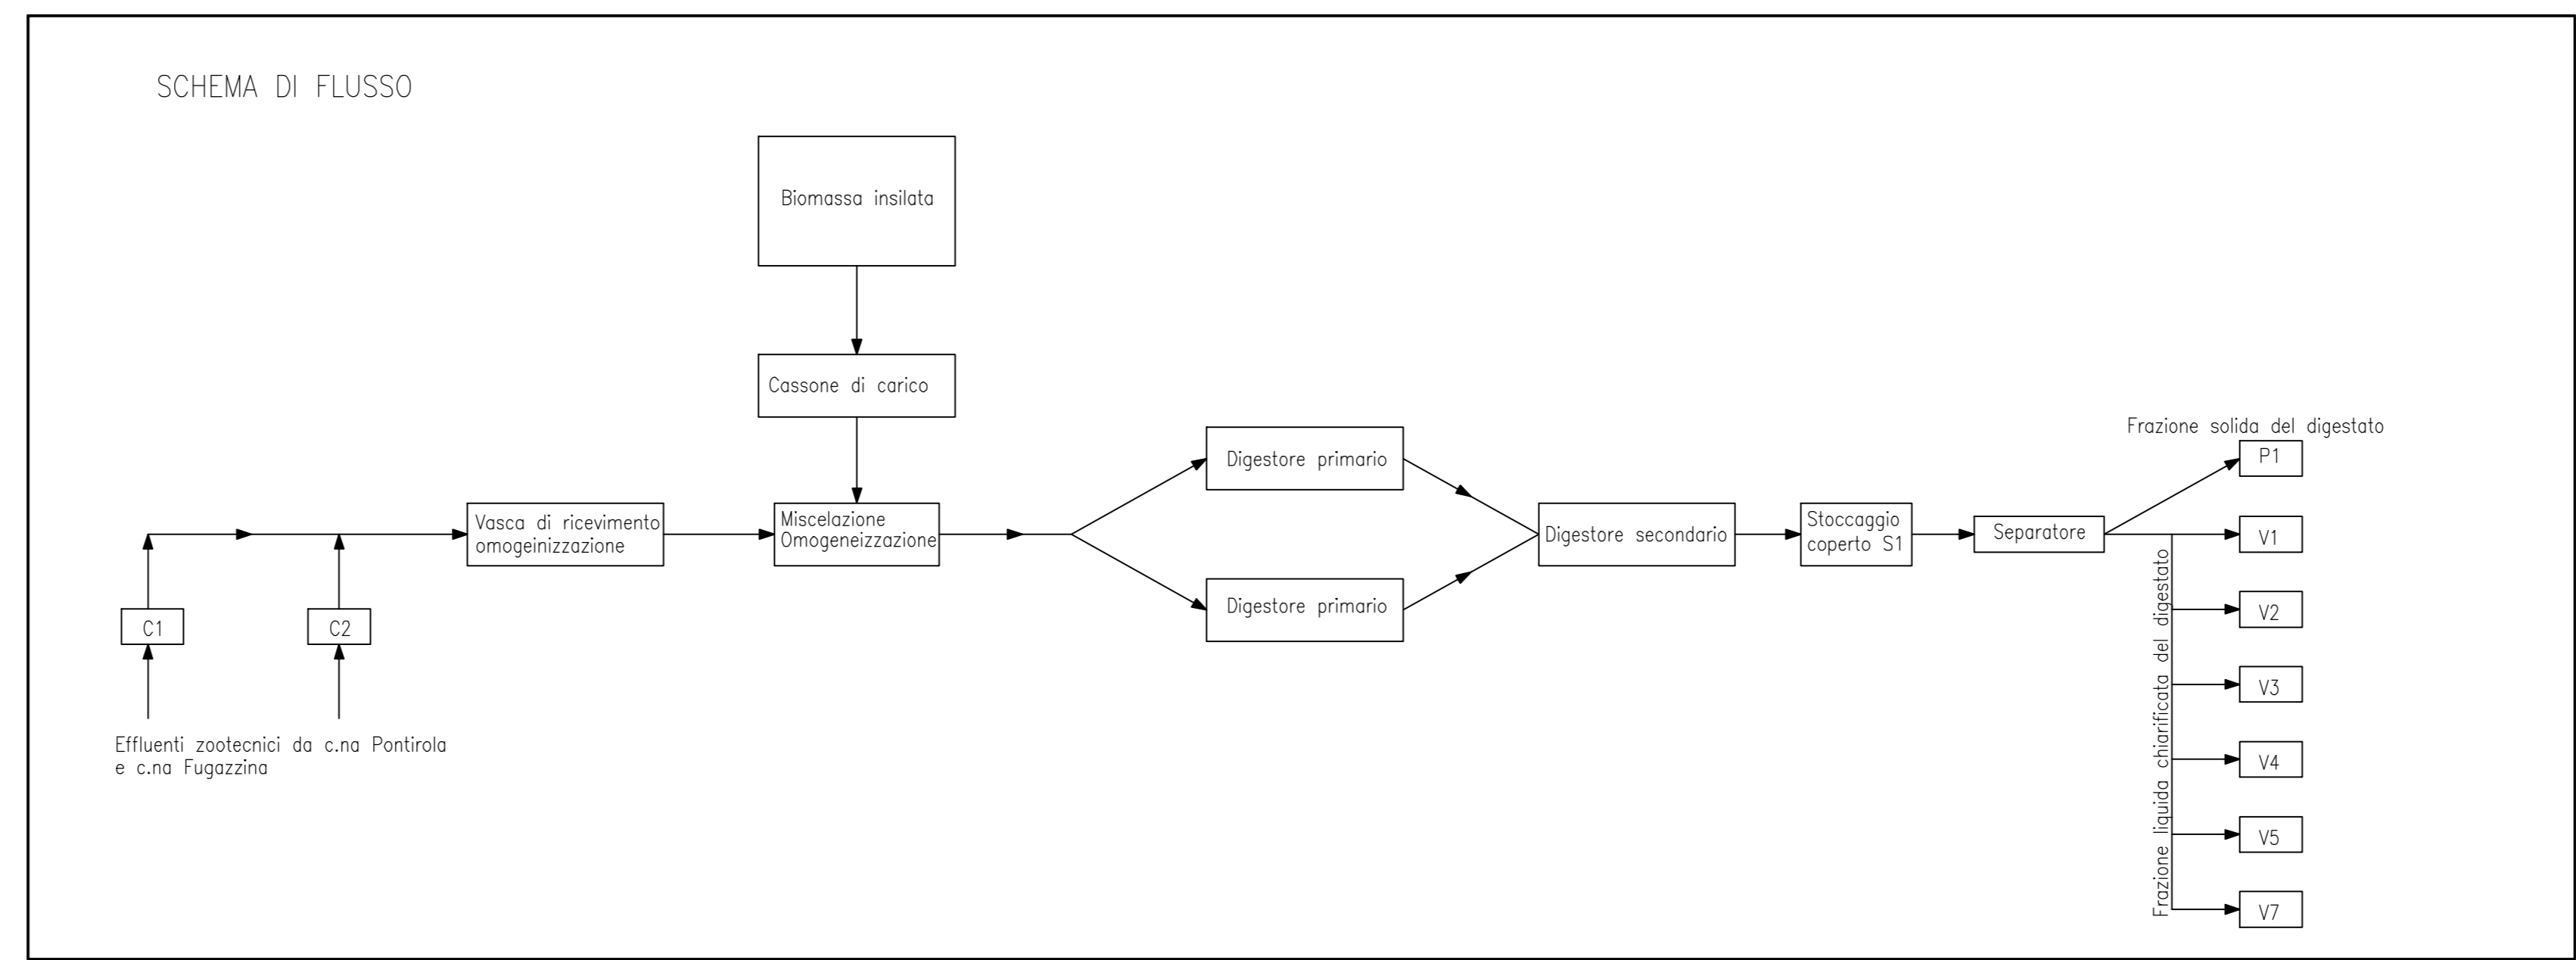 SCHEMA DI FLUSSO
Biomassa insilata
Cassone di carico
Vasca di ricevimento
omogeinizzazione
Miscelazione
Omogeneizzazione
C1
C2
Effluenti zootecnici da c.na Pontirola
e c.na Fugazzina
Digestore primario
Digestore primario
Digestore secondario
Stoccaggio
coperto S1
Separatore
Frazione solida del digestato
P1
Frazione liquida chiarificata del digestato
V1
V2
V3
V4
V5
V7